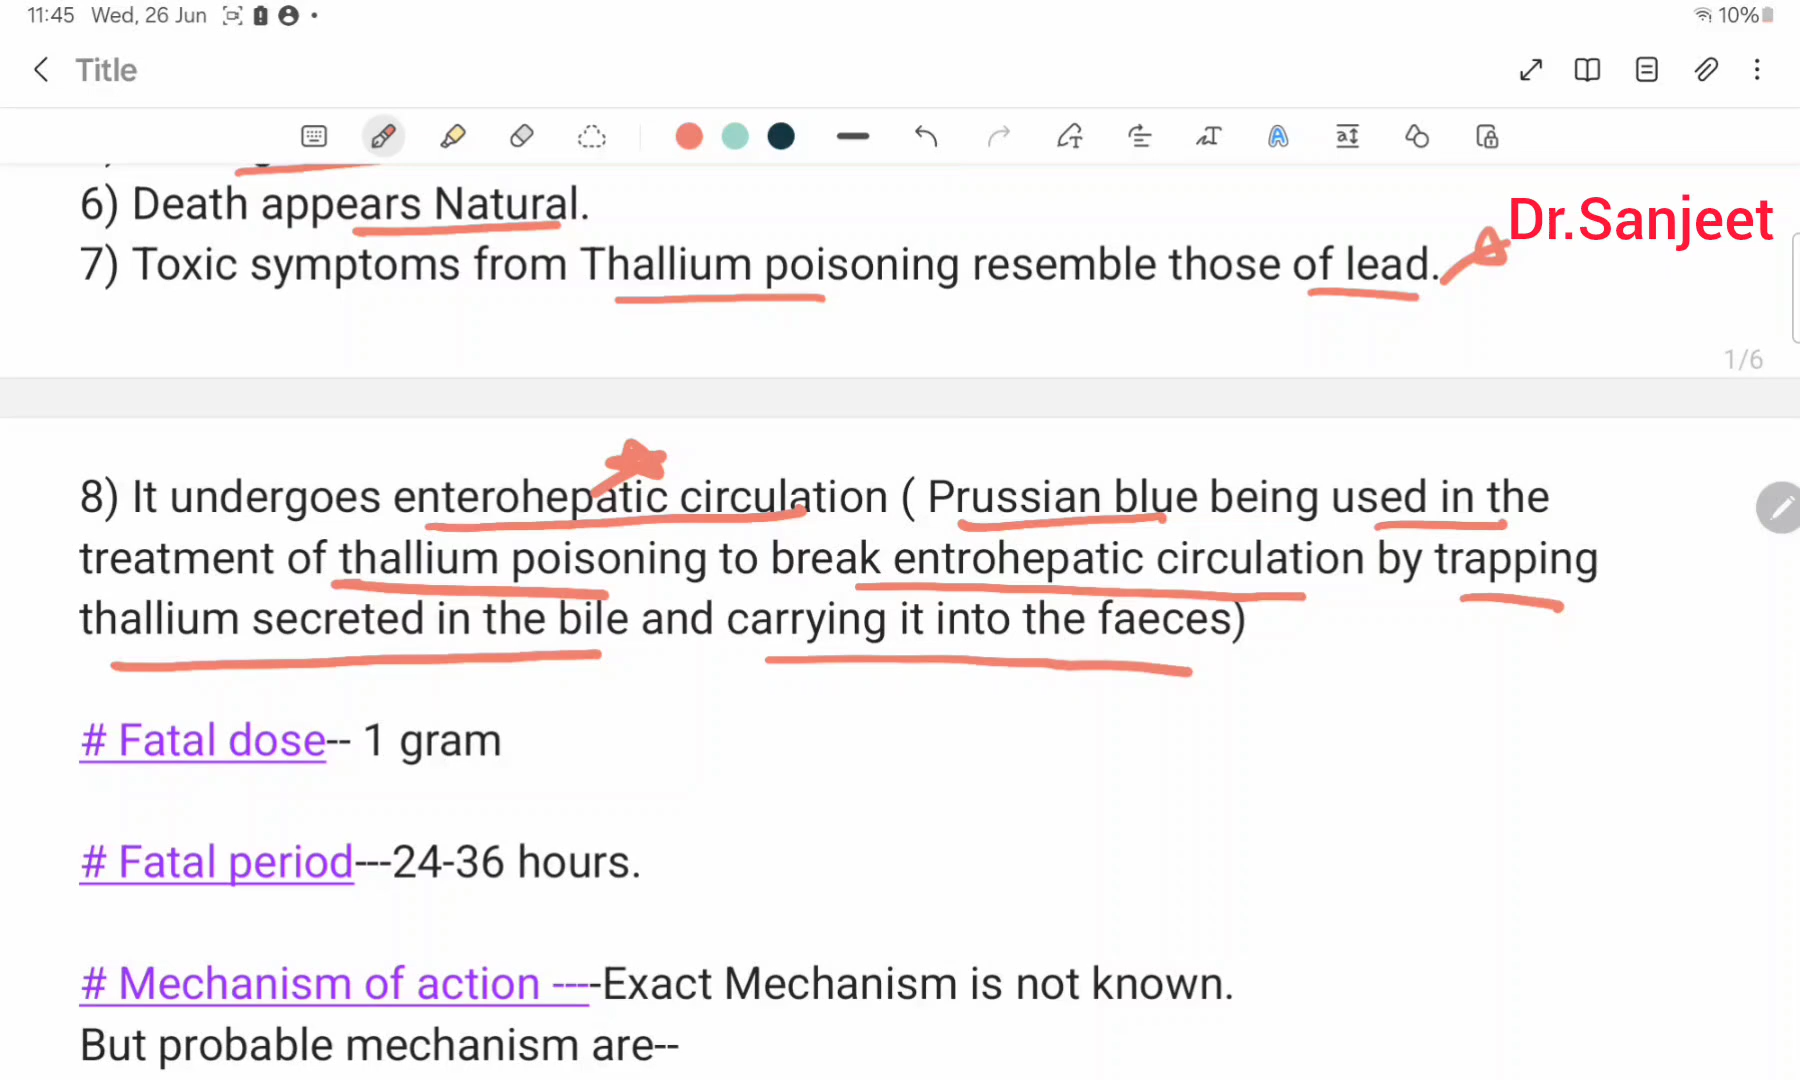 11:45 Wed, 26 Jun 10%
Title
6) Death appears Natural.
Dr.Sanjeet
7) Toxic symptoms from Thallium poisoning resemble those of lead.
1/6
8) It undergoes enterohepatic circulation ( Prussian blue being used in the
treatment of thallium poisoning to break entrohepatic circulation by trapping
thallium secreted in the bile and carrying it into the faeces)
# Fatal dose-- 1 gram
# Fatal period---24-36 hours.
# Mechanism of action ----Exact Mechanism is not known.
But probable mechanism are--